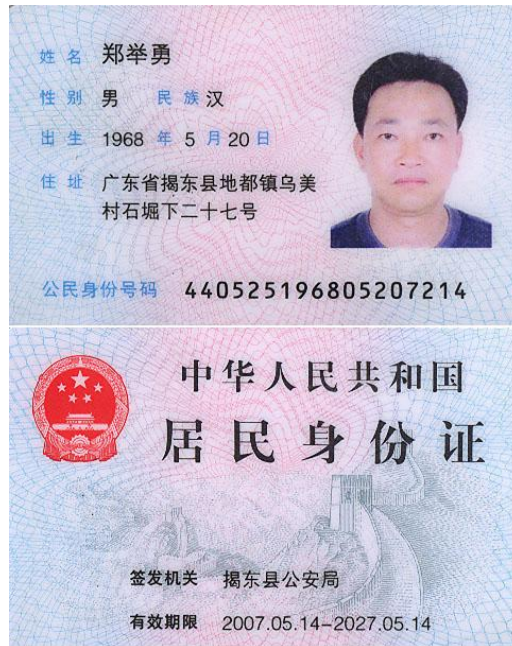 姓名 郑举勇
性别 男 民族 汉
出生 1968 年 5 月 20 日
住址 广东省揭东县地都镇乌美
村石堀下二十七号
公民身份号码 440525196805207214
中华人民共和国
居民身份证
签发机关 揭东县公安局
有效期限 2007.05.14-2027.05.14